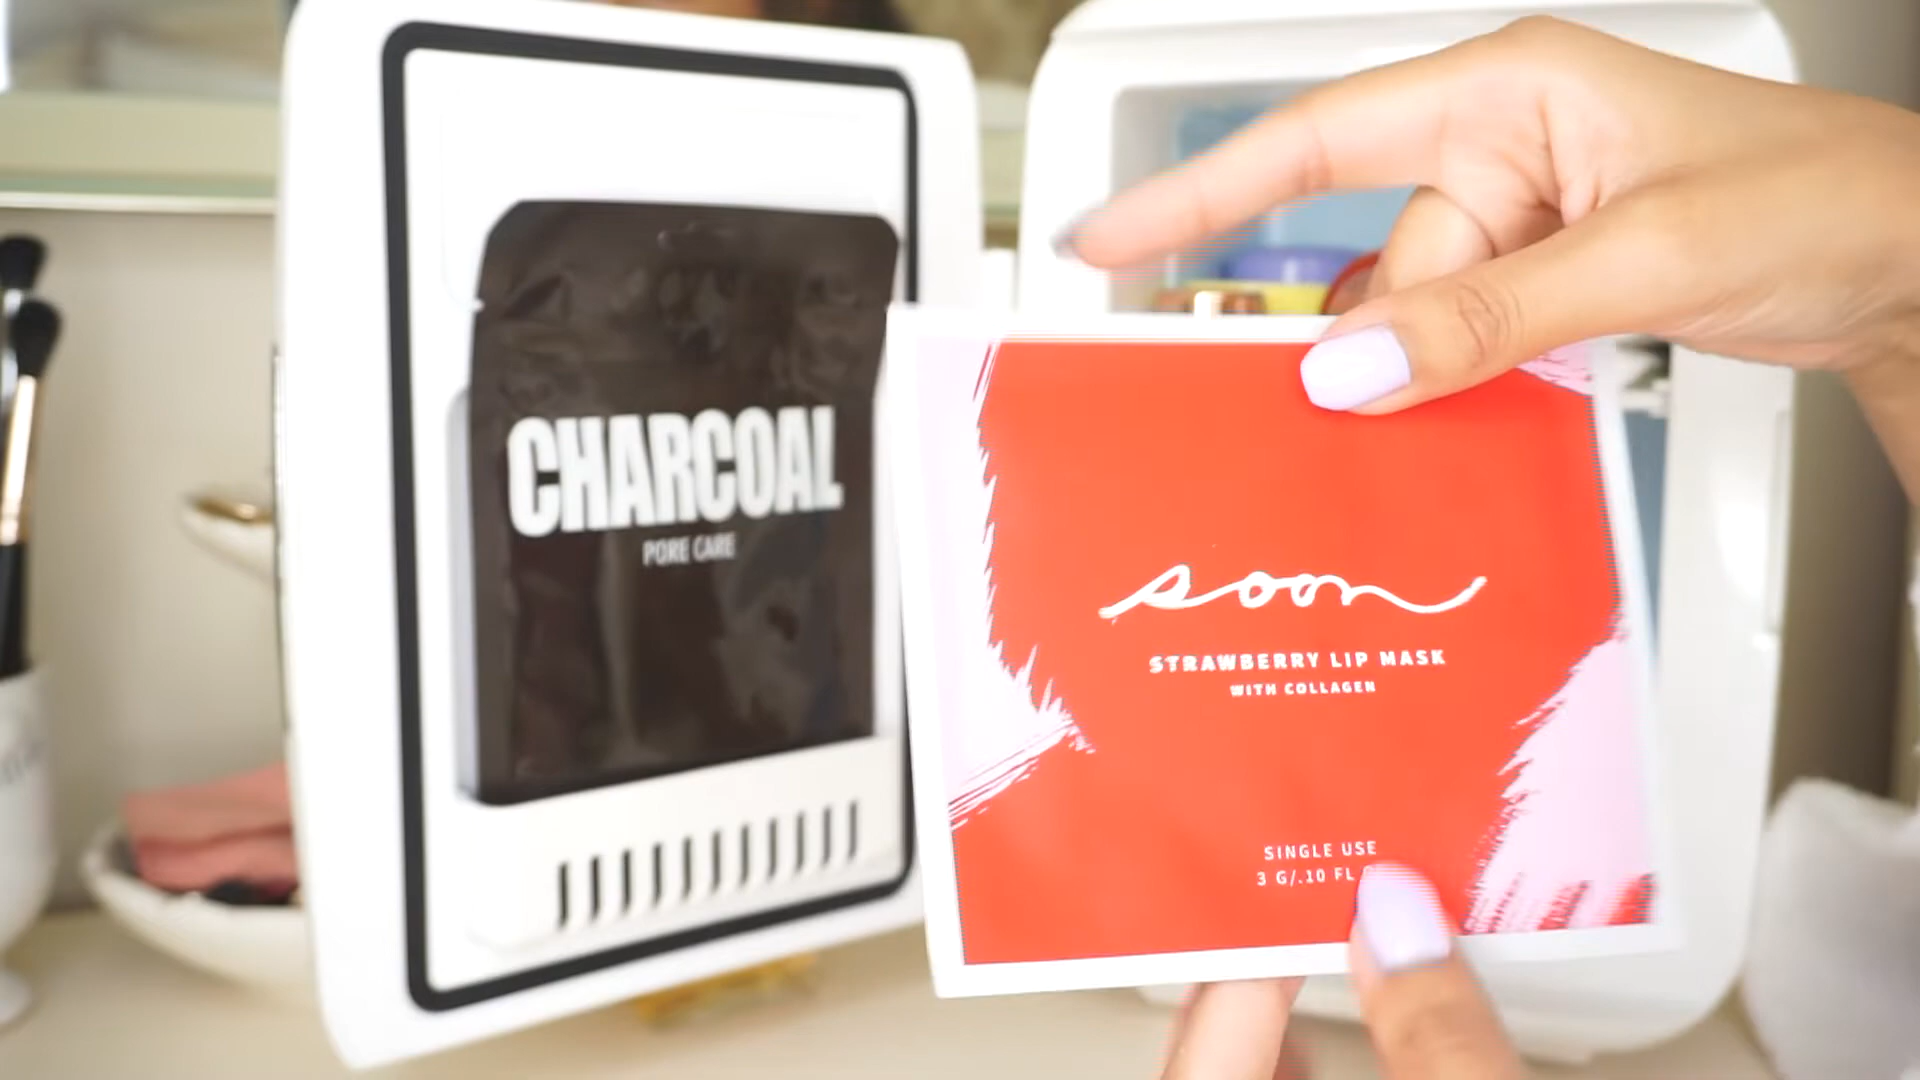 CHARCOAL
PORE CARE
soon
STRAWBERRY LIP MASK
WITH COLLAGEN
SINGLE USE
3 G/.10 FL